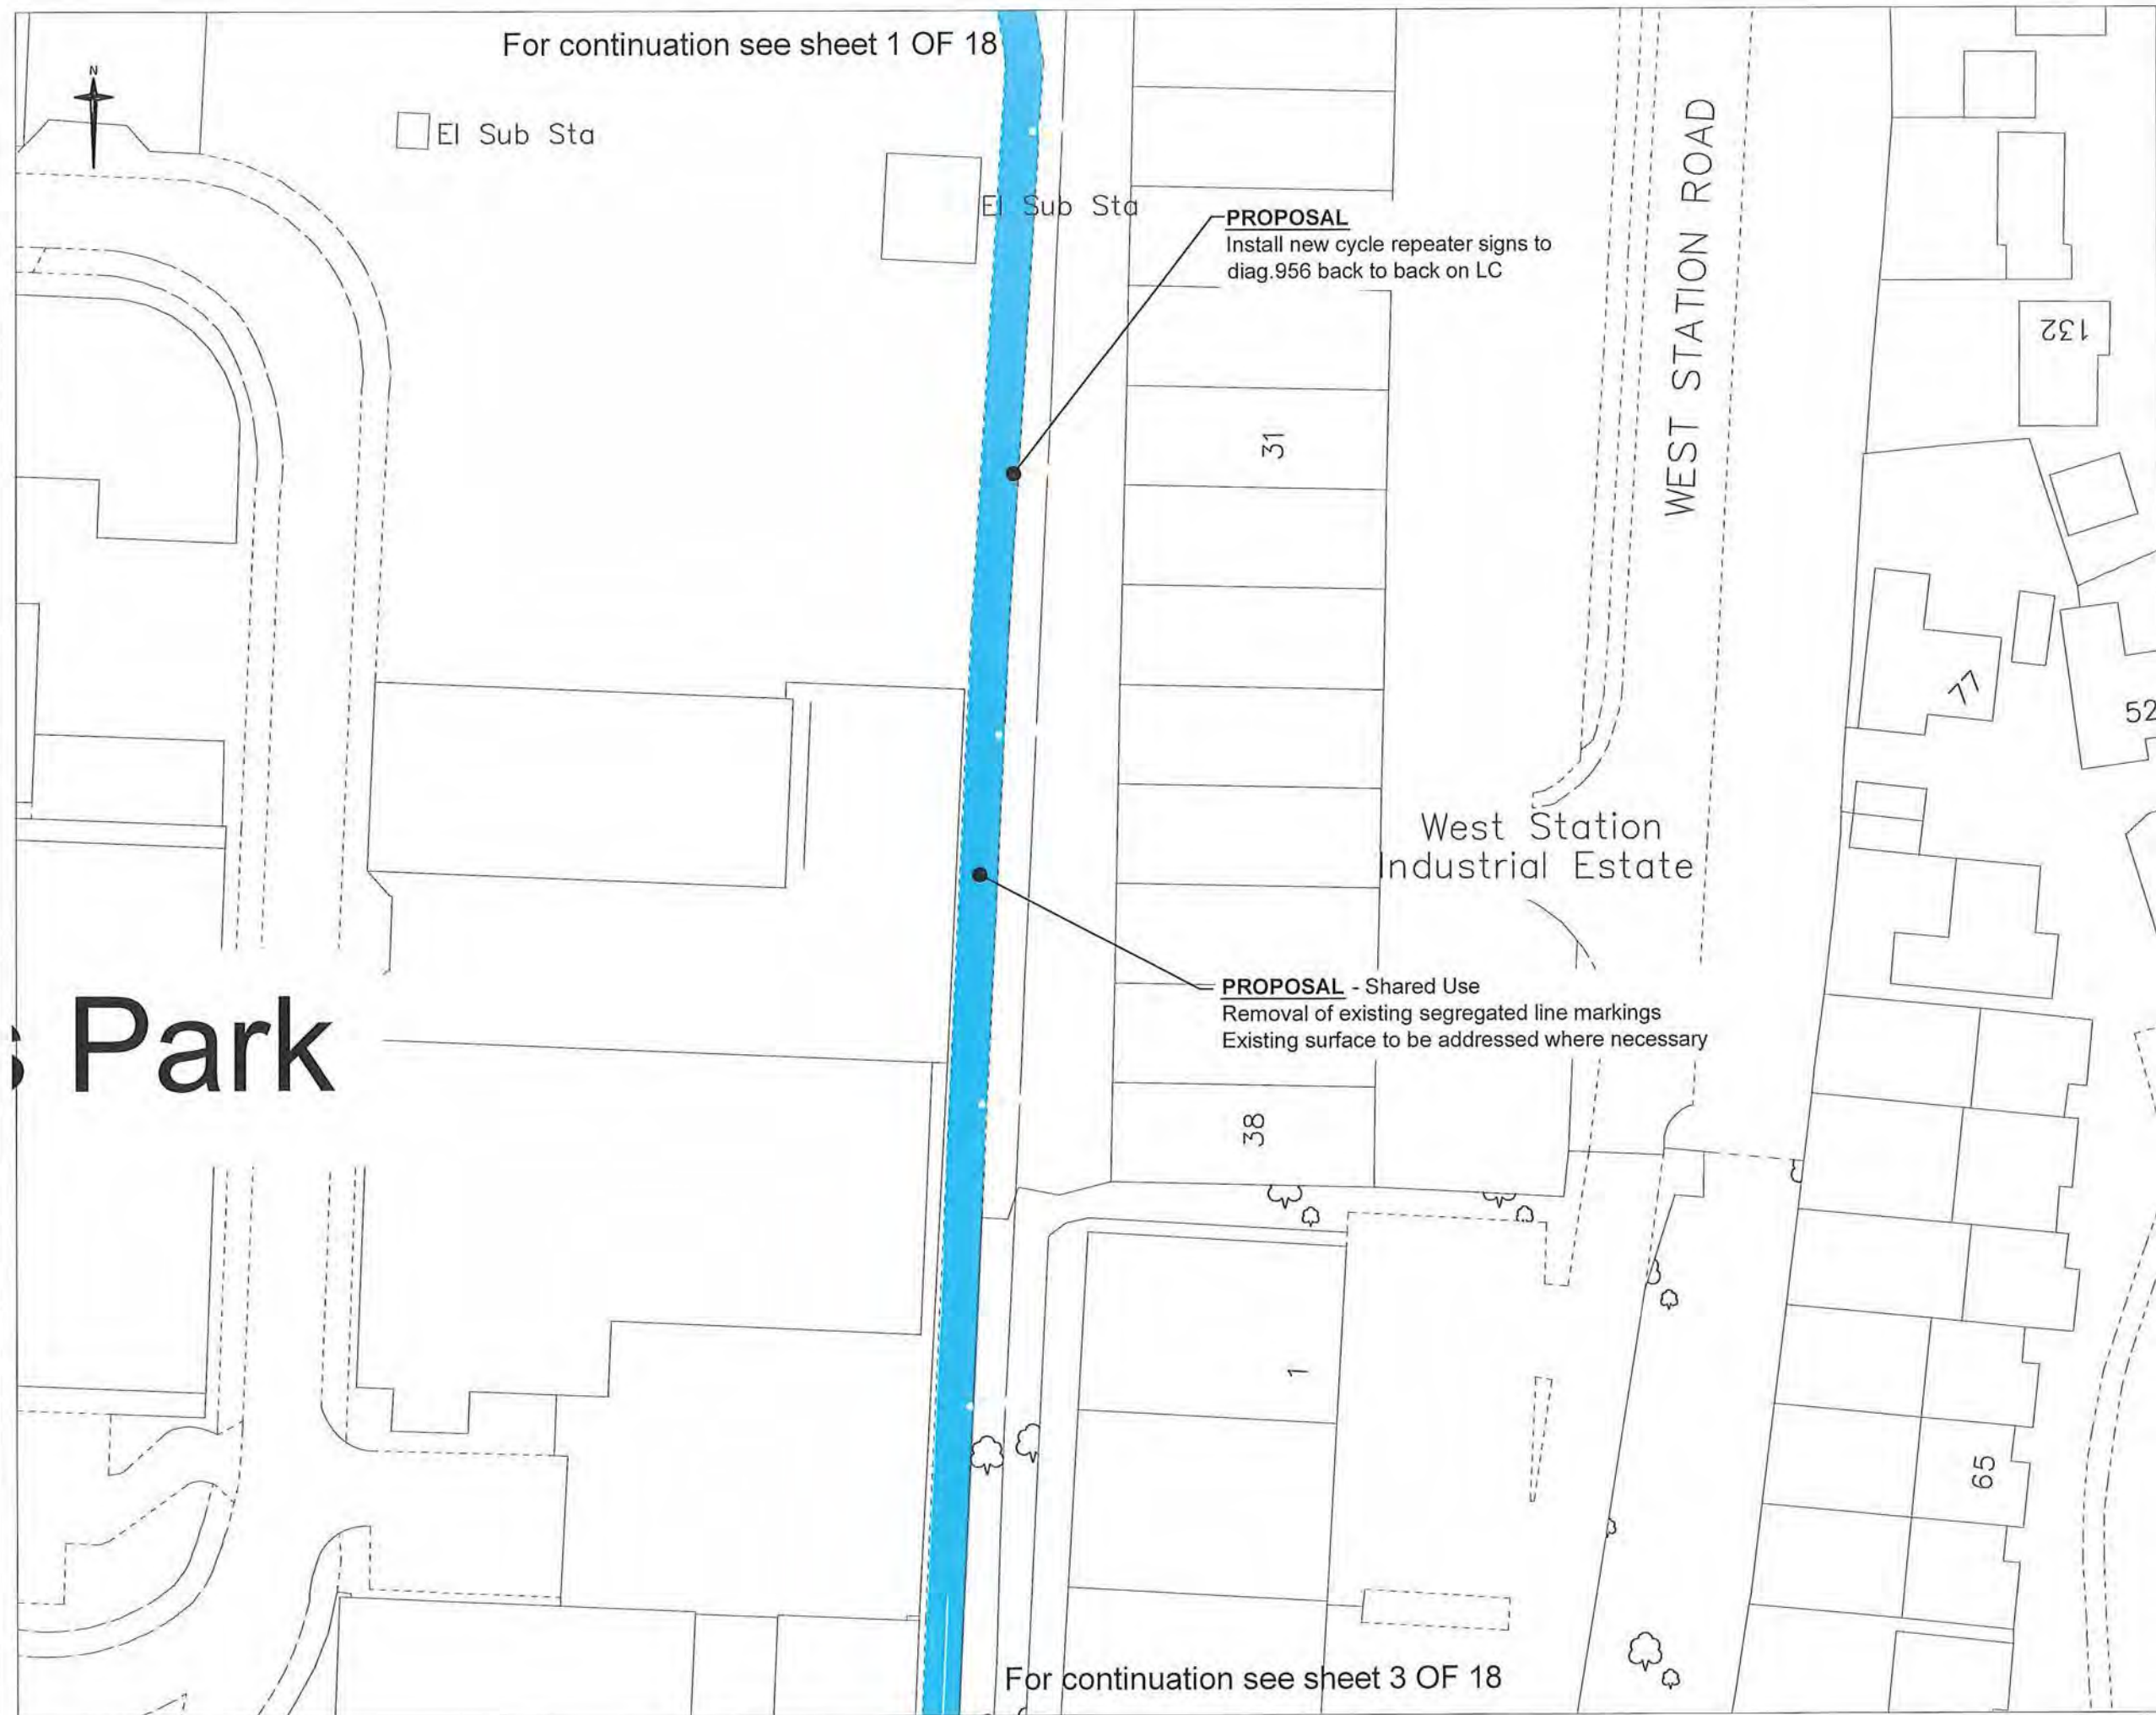 For continuation see sheet 1 OF 18
N
El Sub Sta
El Sub Sta
PROPOSAL
Install new cycle repeater signs to
diag.956 back to back on LC
WEST STATION ROAD
132
31
77
52
West Station
Industrial Estate
PROPOSAL - Shared Use
Removal of existing segregated line markings
Existing surface to be addressed where necessary
s Park
38
1
65
For continuation see sheet 3 OF 18